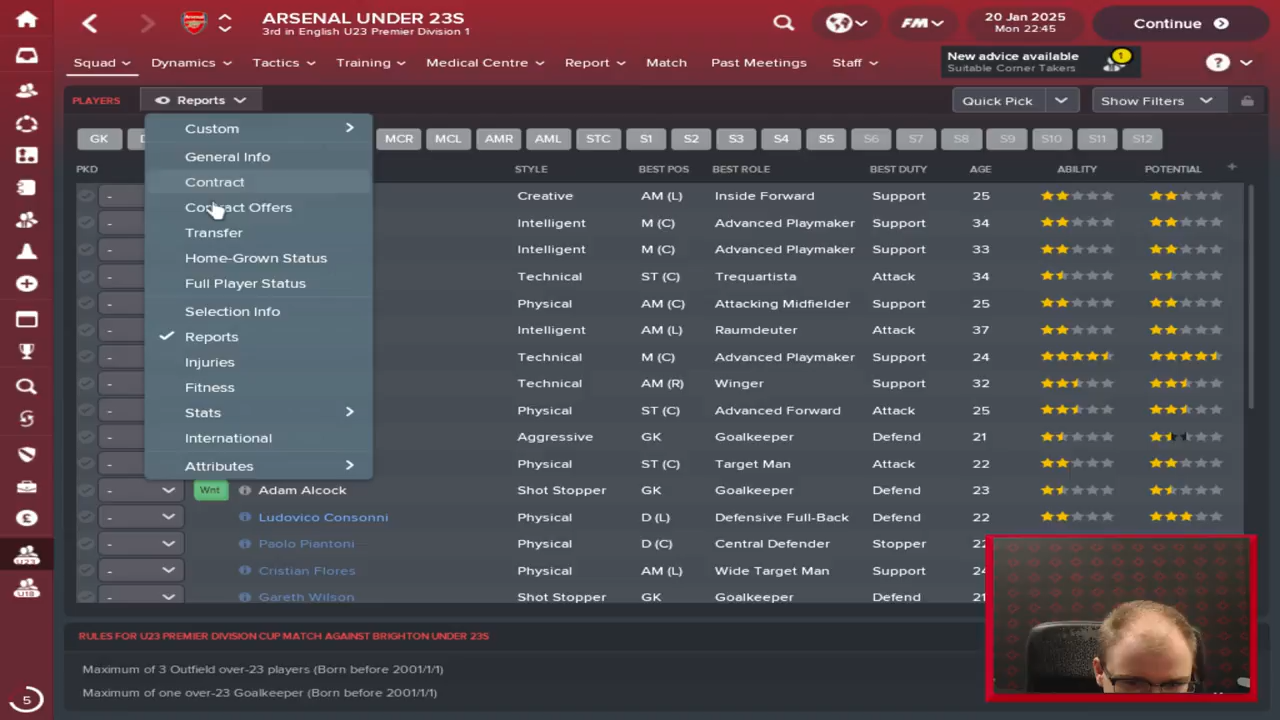 ARSENAL UNDER 23S
3rd in English U23 Premier Division 1
FM
20 Jan 2025
Mon 22:45
Continue
Squad
Dynamics
Tactics
Training
Medical Centre
Report
Match
Past Meetings
Staff
New advice available
Suitable Corner Takers
1
?
PLAYERS
Reports
Quick Pick
Show Filters
GK D MCR MCL AMR AML STC S1 S2 S3 S4 S5 S6 S7 S8 S9 S10 S11 S12
PKD STYLE BEST POS BEST ROLE BEST DUTY AGE ABILITY POTENTIAL
Custom
General Info
Contract
Contract Offers
Transfer
Home-Grown Status
Full Player Status
Selection Info
Reports
Injuries
Fitness
Stats
International
Attributes
- Creative AM (L) Inside Forward Support 25
- Intelligent M (C) Advanced Playmaker Support 34
- Intelligent M (C) Advanced Playmaker Support 33
- Technical ST (C) Trequartista Attack 34
- Physical AM (C) Attacking Midfielder Support 25
- Intelligent AM (L) Raumdeuter Attack 37
- Technical M (C) Advanced Playmaker Support 24
- Technical AM (R) Winger Support 32
- Physical ST (C) Advanced Forward Attack 25
- Aggressive GK Goalkeeper Defend 21
- Physical ST (C) Target Man Attack 22
- Wnt Adam Alcock Shot Stopper GK Goalkeeper Defend 23
- Ludovico Consonni Physical D (L) Defensive Full-Back Defend 22
- Paolo Piantoni Physical D (C) Central Defender Stopper
- Cristian Flores Physical AM (L) Wide Target Man Support
- Gareth Wilson Shot Stopper GK Goalkeeper Defend
RULES FOR U23 PREMIER DIVISION CUP MATCH AGAINST BRIGHTON UNDER 23S
Maximum of 3 Outfield over-23 players (Born before 2001/1/1)
Maximum of one over-23 Goalkeeper (Born before 2001/1/1)
U23
U18
5